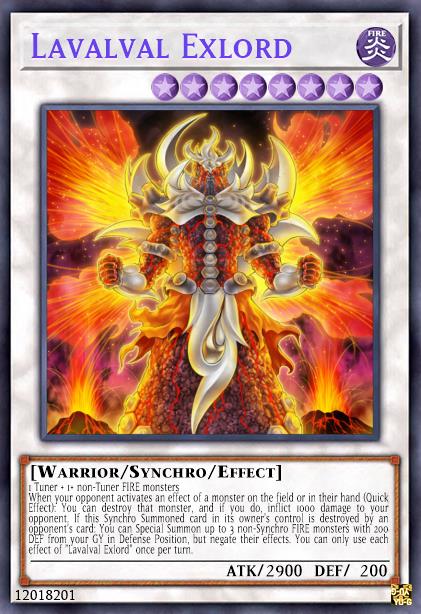 Lavalval Exlord
FIRE
炎
[Warrior/Synchro/Effect]
1 Tuner + 1+ non-Tuner FIRE monsters
When your opponent activates an effect of a monster on the field or in their hand (Quick
Effect): You can destroy that monster, and if you do, inflict 1000 damage to your
opponent. If this Synchro Summoned card in its owner's control is destroyed by an
opponent's card: You can Special Summon up to 3 non-Synchro FIRE monsters with 200
DEF from your GY in Defense Position, but negate their effects. You can only use each
effect of "Lavalval Exlord" once per turn.
ATK/2900 DEF/ 200
12018201